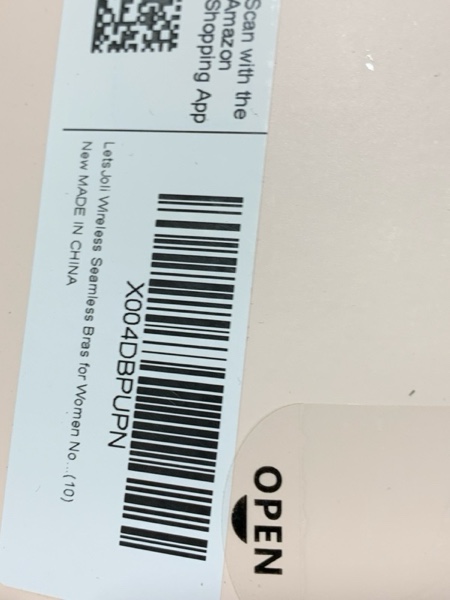 Scan with the
Amazon
Shopping App
X004DBPUPN
LetsJoli Wireless Seamless Bras for Women No...(10)
New MADE IN CHINA
OPEN